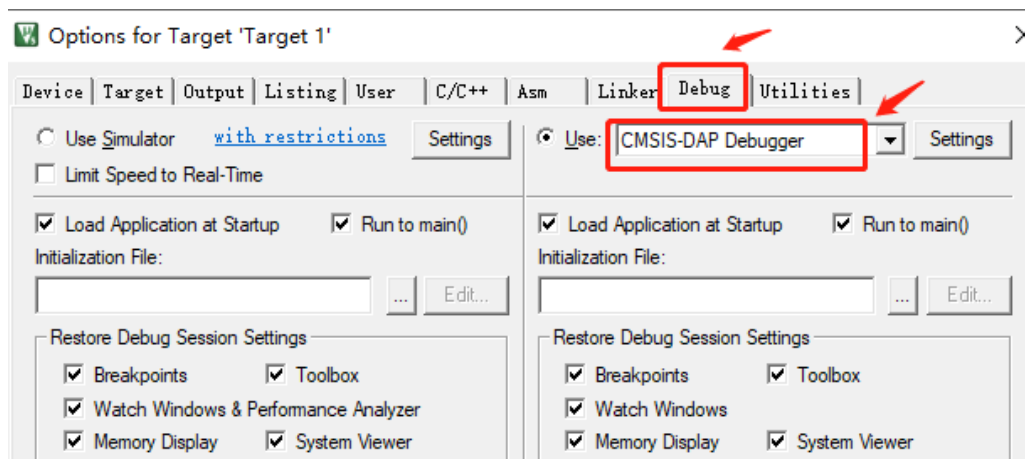 Options for Target 'Target 1'
Device Target Output Listing User C/C++ Asm Linker Debug Utilities
Use Simulator with restrictions Settings Use: CMSIS-DAP Debugger Settings
Limit Speed to Real-Time
Load Application at Startup Run to main() Load Application at Startup Run to main()
Initialization File: Initialization File:
... Edit... ... Edit...
Restore Debug Session Settings Restore Debug Session Settings
Breakpoints Toolbox Breakpoints Toolbox
Watch Windows & Performance Analyzer Watch Windows
Memory Display System Viewer Memory Display System Viewer